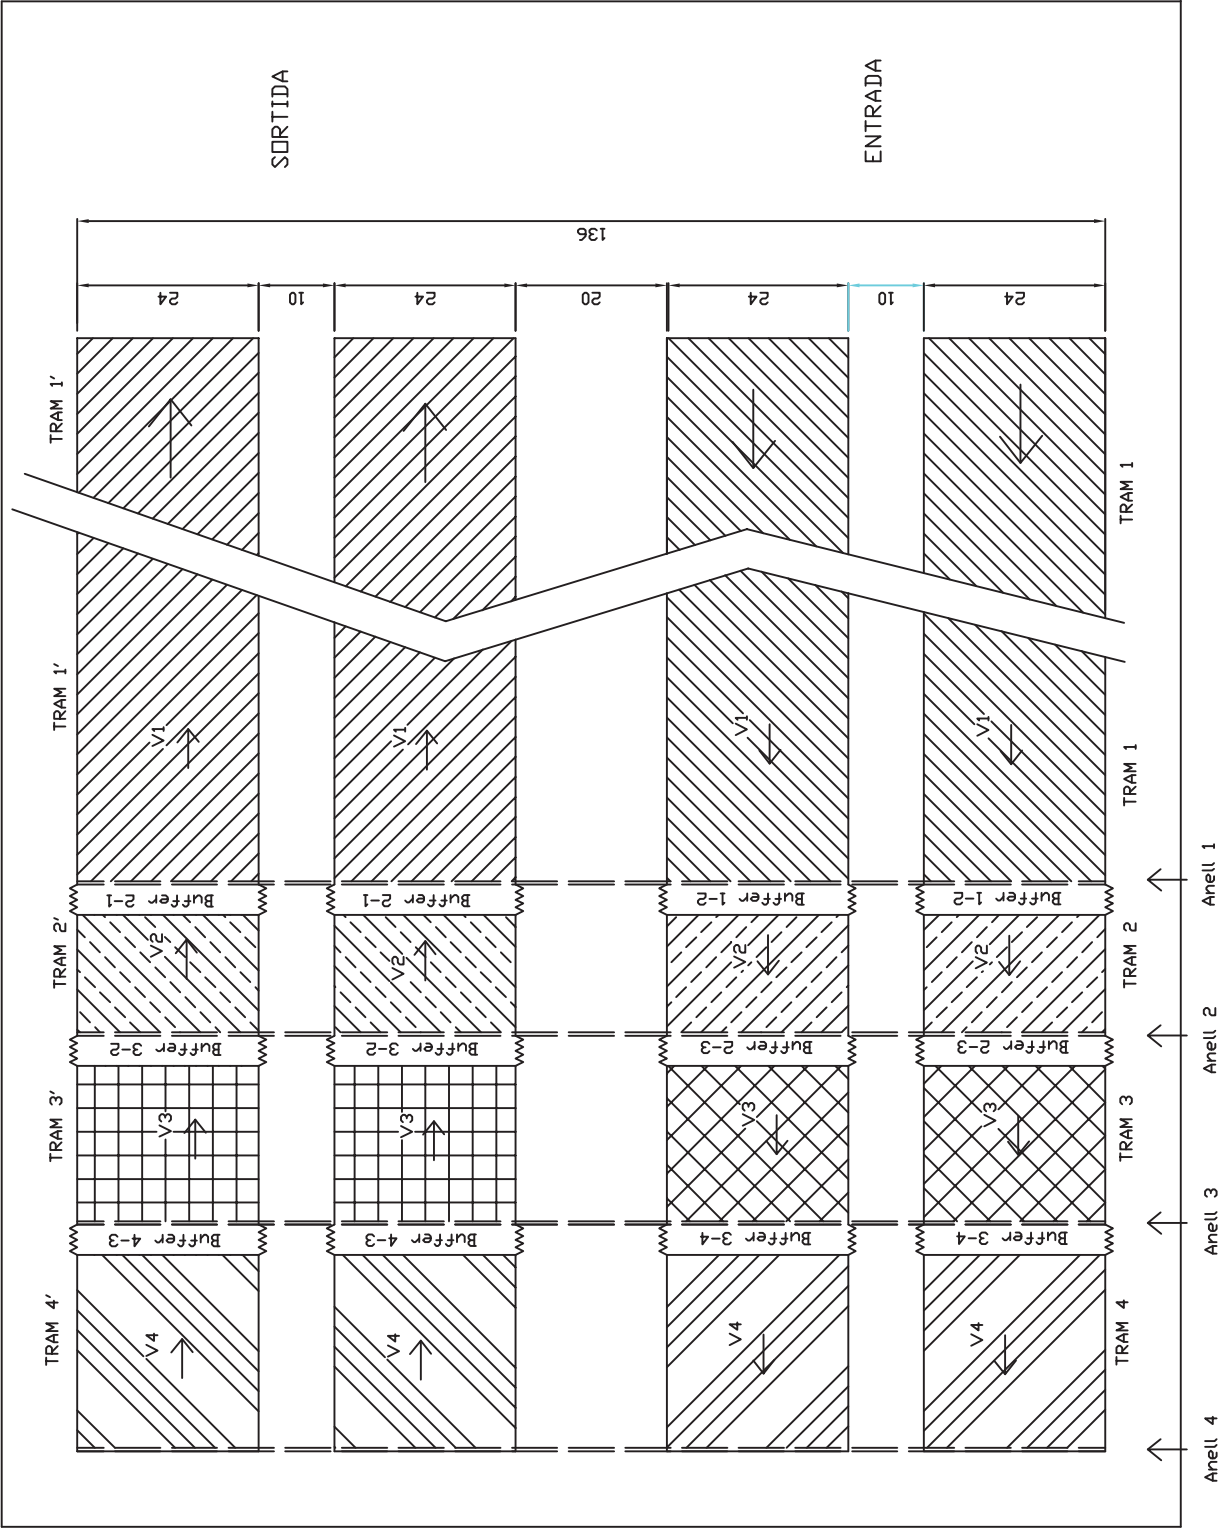 SORTIDA
ENTRADA
136
24
10
24
20
24
10
24
TRAM 1'
TRAM 1
TRAM 1'
V1
V1
V1
V1
TRAM 1
Buffer 2-1
Buffer 2-1
Buffer 1-2
Buffer 1-2
Anell 1
TRAM 2'
V2
V2
V2
V2
TRAM 2
Buffer 3-2
Buffer 3-2
Buffer 2-3
Buffer 2-3
Anell 2
TRAM 3'
V3
V3
V3
V3
TRAM 3
Buffer 4-3
Buffer 4-3
Buffer 3-4
Buffer 3-4
Anell 3
TRAM 4'
V4
V4
V4
V4
TRAM 4
Anell 4